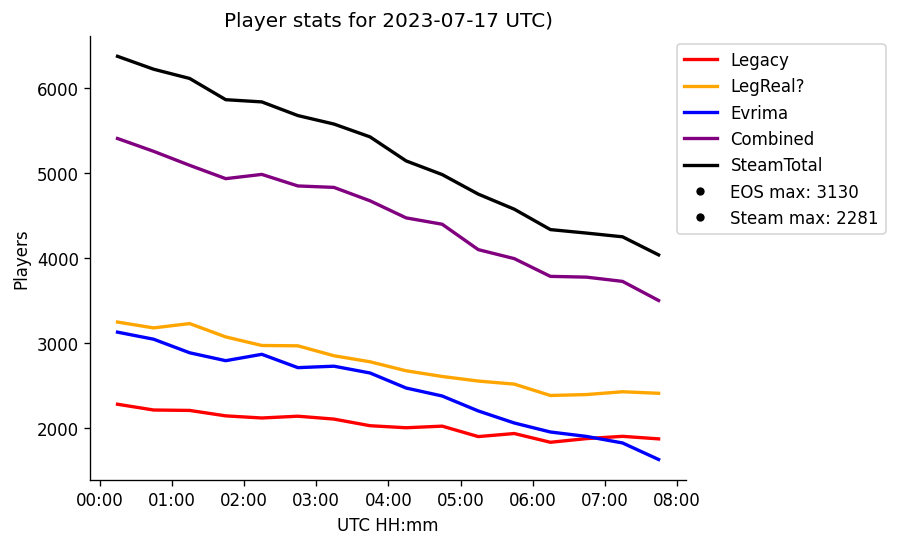 Player stats for 2023-07-17 UTC)
Legacy
LegReal?
Evrima
Combined
SteamTotal
EOS max: 3130
Steam max: 2281
Players
6000
5000
4000
3000
2000
00:00 01:00 02:00 03:00 04:00 05:00 06:00 07:00 08:00
UTC HH:mm